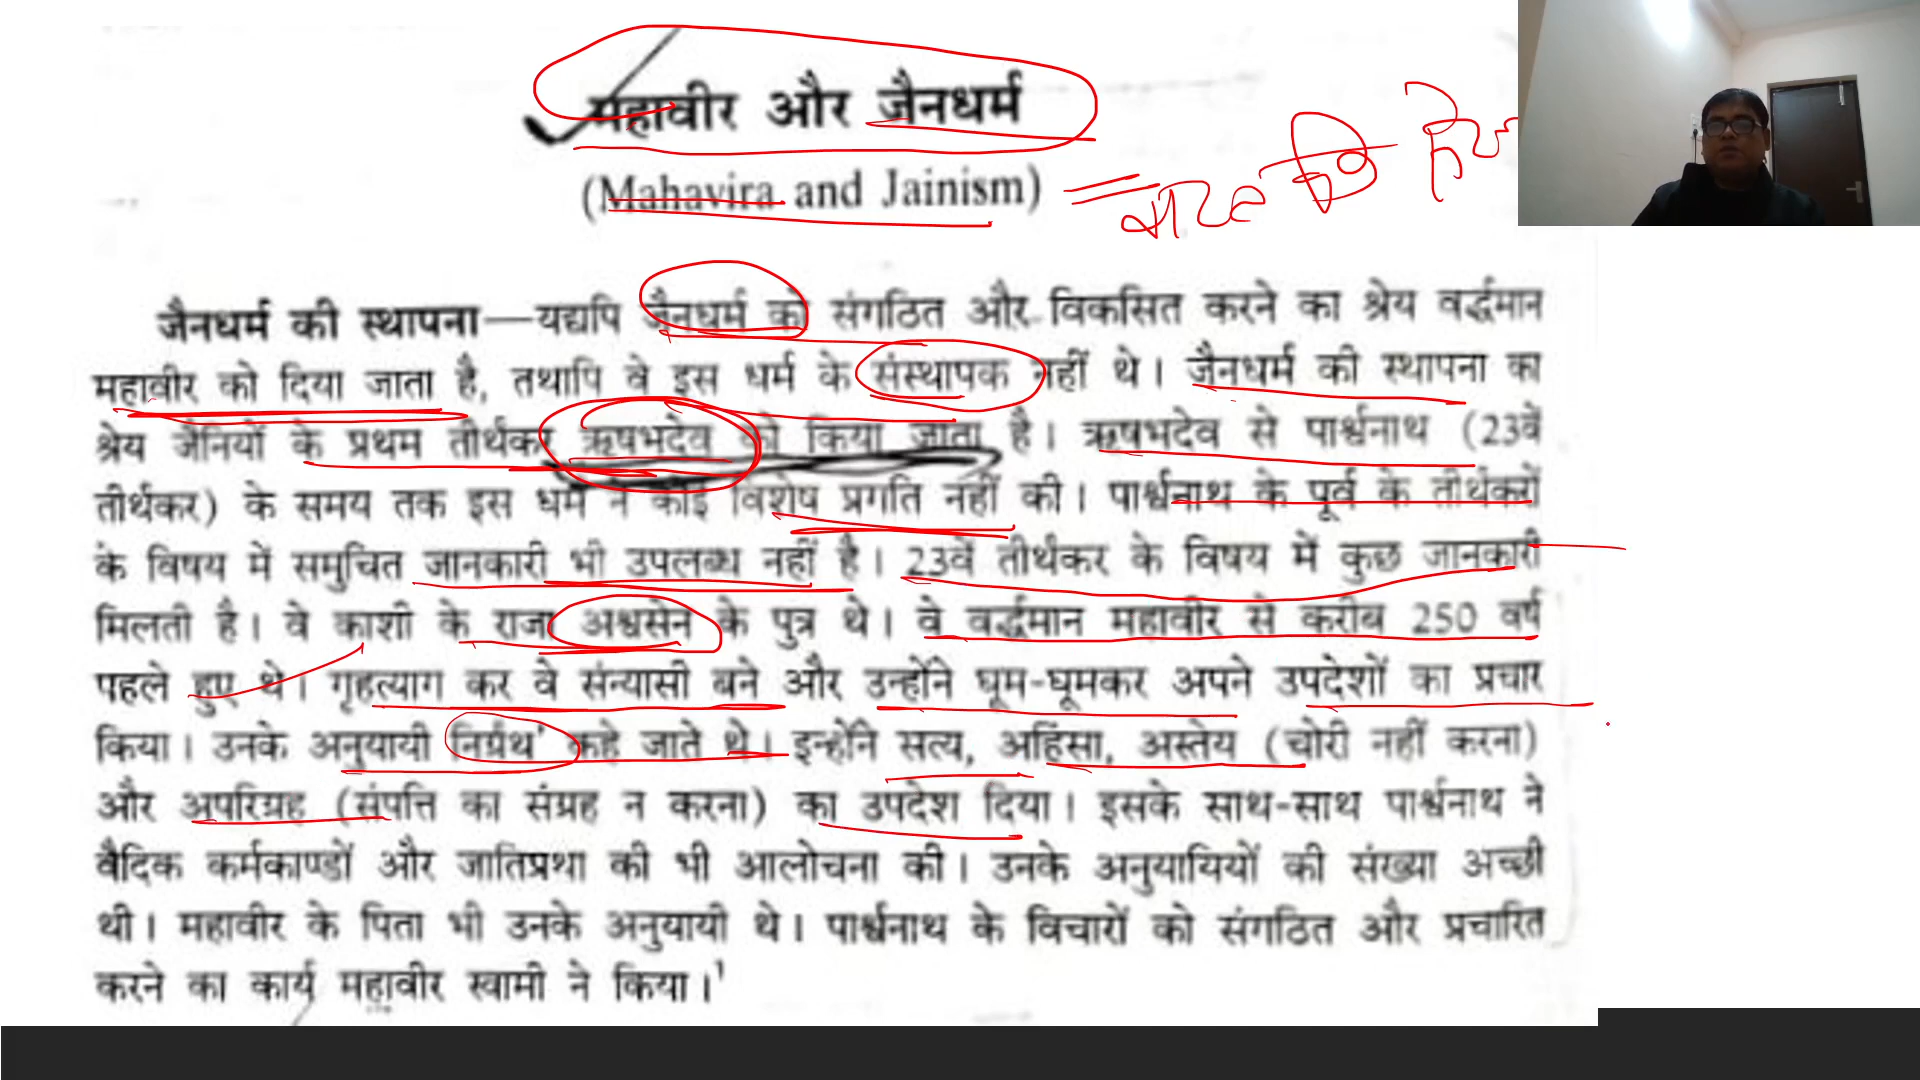 महावीर और जैनधर्म
(Mahavira and Jainism)
जैनधर्म की स्थापना—यद्यपि जैनधर्म को संगठित और विकसित करने का श्रेय वर्द्धमान
महावीर को दिया जाता है, तथापि वे इस धर्म के संस्थापक नहीं थे। जैनधर्म की स्थापना का
श्रेय जैनियों के प्रथम तीर्थंकर ऋषभदेव को किया जाता है। ऋषभदेव से पार्श्वनाथ (23वें
तीर्थंकर) के समय तक इस धर्म ने कोई विशेष प्रगति नहीं की। पार्श्वनाथ के पूर्व के तीर्थंकरों
के विषय में समुचित जानकारी भी उपलब्ध नहीं है। 23वें तीर्थंकर के विषय में कुछ जानकारी
मिलती है। वे काशी के राजा अश्वसेन के पुत्र थे। वे वर्द्धमान महावीर से करीब 250 वर्ष
पहले हुए थे। गृहत्याग कर वे संन्यासी बने और उन्होंने घूम-घूमकर अपने उपदेशों का प्रचार
किया। उनके अनुयायी निर्ग्रंथ' कहे जाते थे। इन्होंने सत्य, अहिंसा, अस्तेय (चोरी नहीं करना)
और अपरिग्रह (संपत्ति का संग्रह न करना) का उपदेश दिया। इसके साथ-साथ पार्श्वनाथ ने
वैदिक कर्मकाण्डों और जातिप्रथा की भी आलोचना की। उनके अनुयायियों की संख्या अच्छी
थी। महावीर के पिता भी उनके अनुयायी थे। पार्श्वनाथ के विचारों को संगठित और प्रचारित
करने का कार्य महावीर स्वामी ने किया।¹